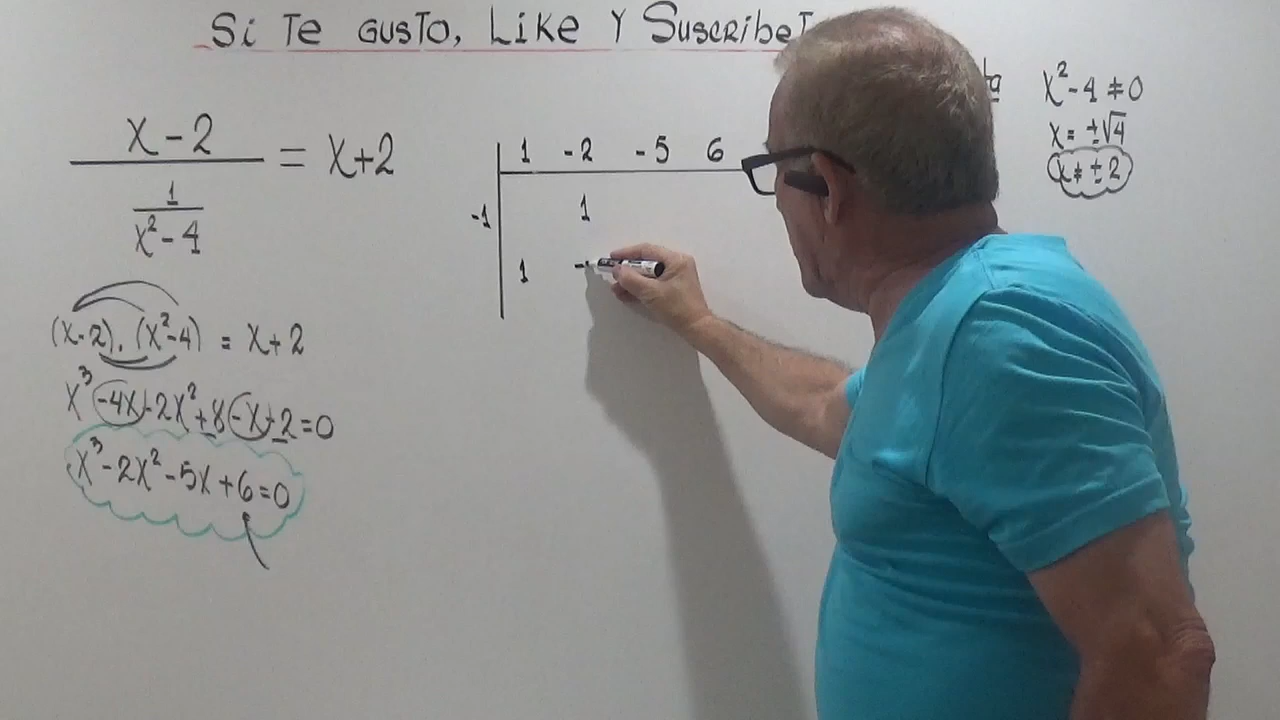 Si Te GUSTO, Like Y Suscribe
x-2 / (1 / (x²-4)) = x+2
(x-2).(x²-4) = x+2
x³-4x-2x²+8-x-2=0
x³-2x²-5x+6=0
1 -2 -5 6
-1 1
1 -
x²-4≠0
x=±√4
x≠±2